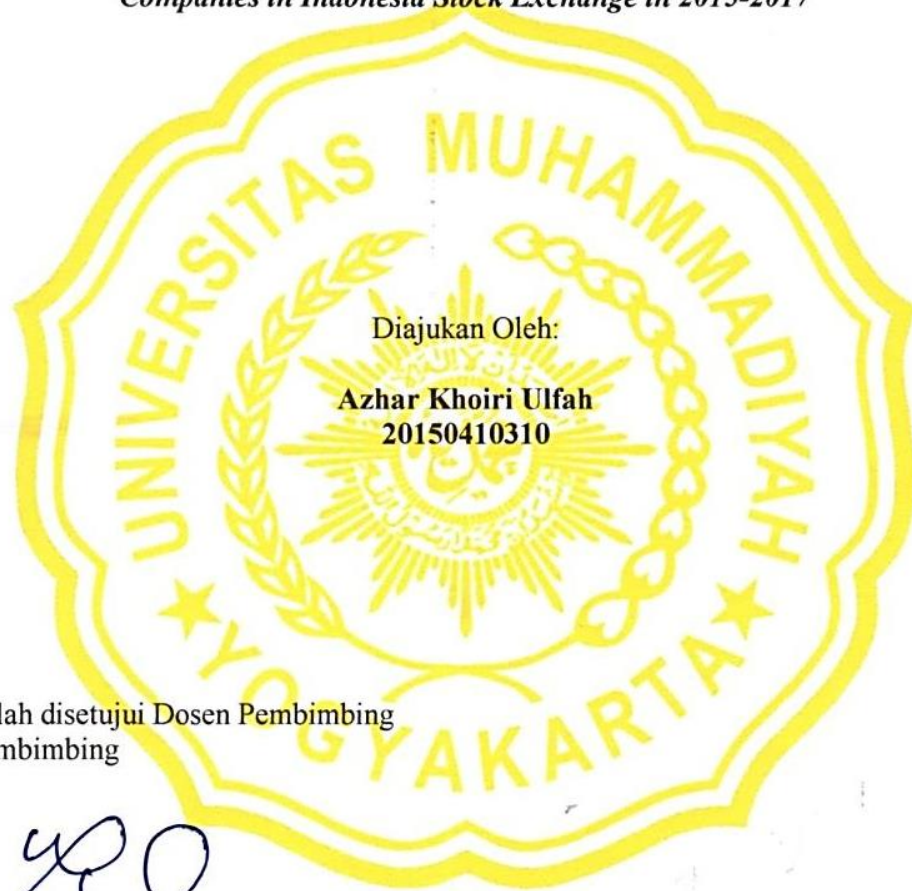 Companies in Indonesia Stock Exchange in 2013-2017
UNIVERSITAS MUHAMMADIYAH
Diajukan Oleh:
Azhar Khoiri Ulfah
20150410310
★ YOGYAKARTA ★
lah disetujui Dosen Pembimbing
mbimbing